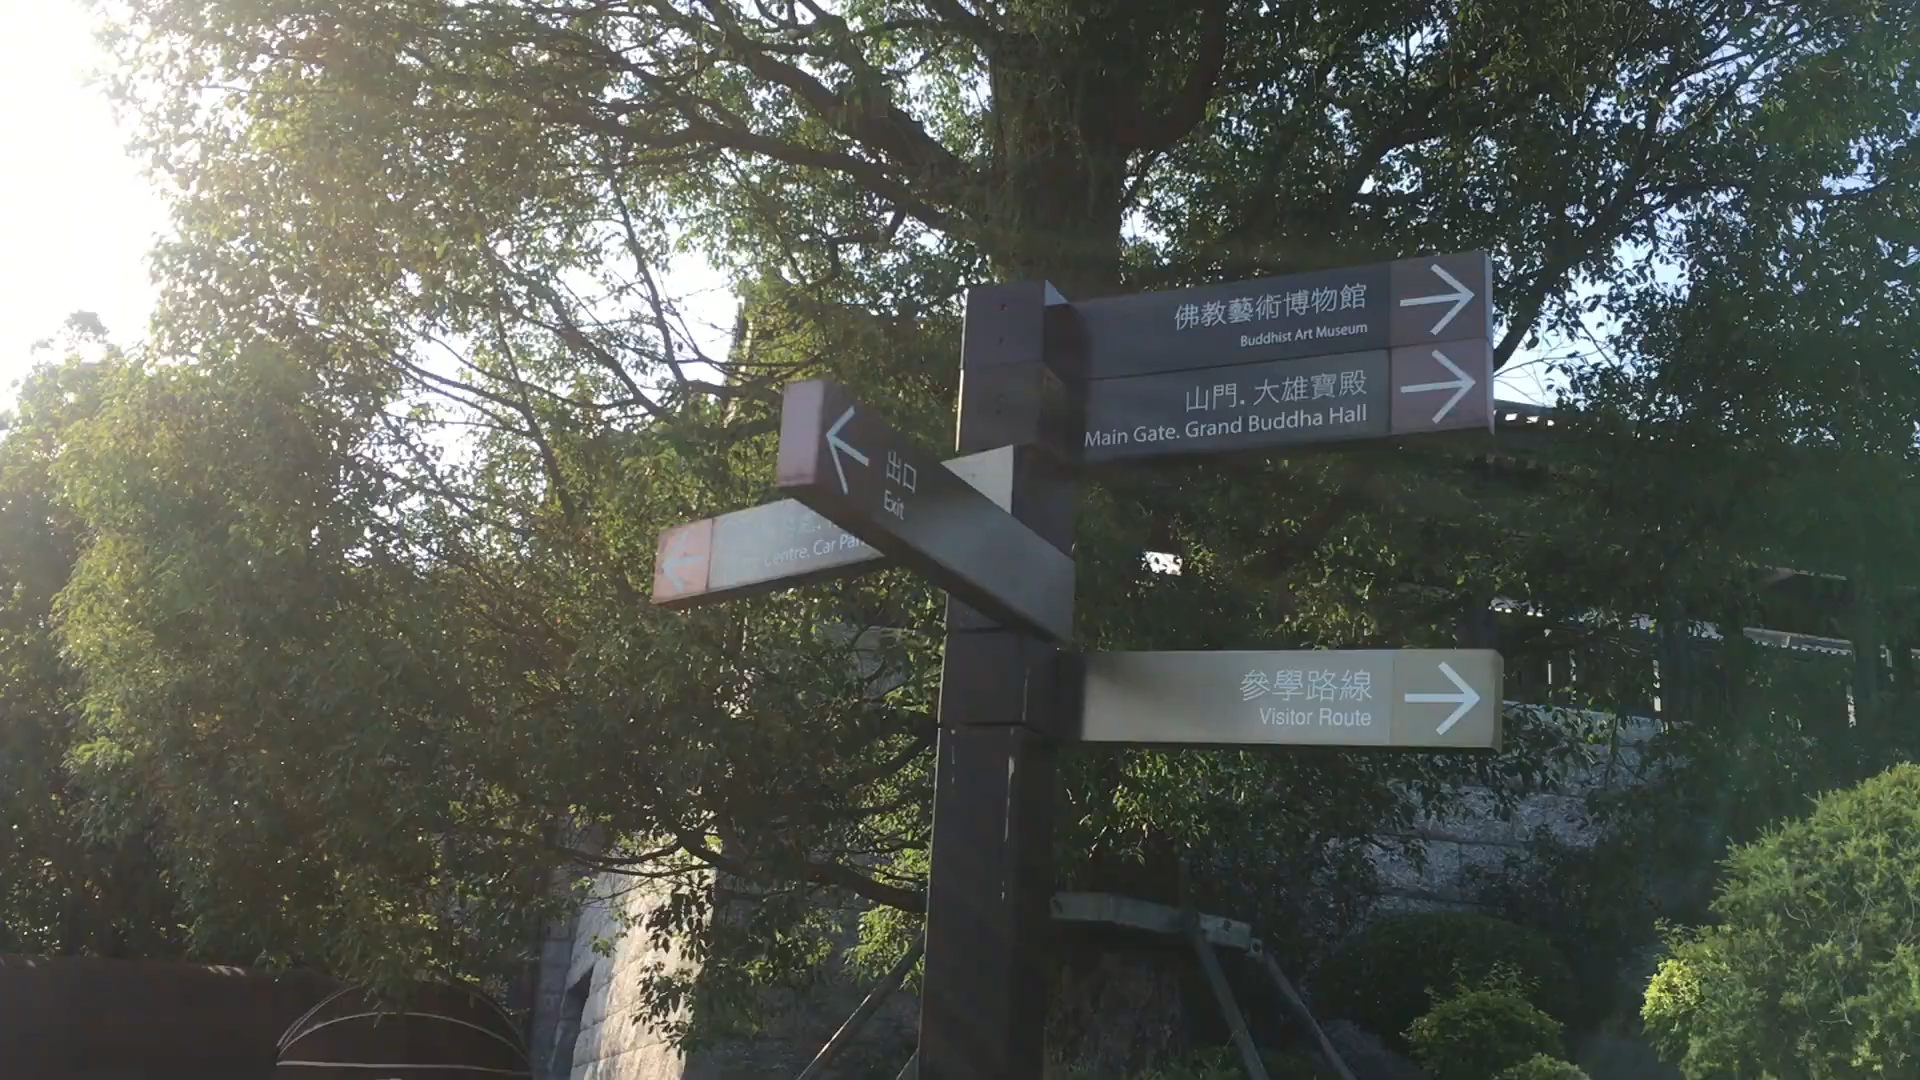 佛教藝術博物館
Buddhist Art Museum
山門. 大雄寶殿
Main Gate. Grand Buddha Hall
出口
Exit
Centre. Car
參學路線
Visitor Route